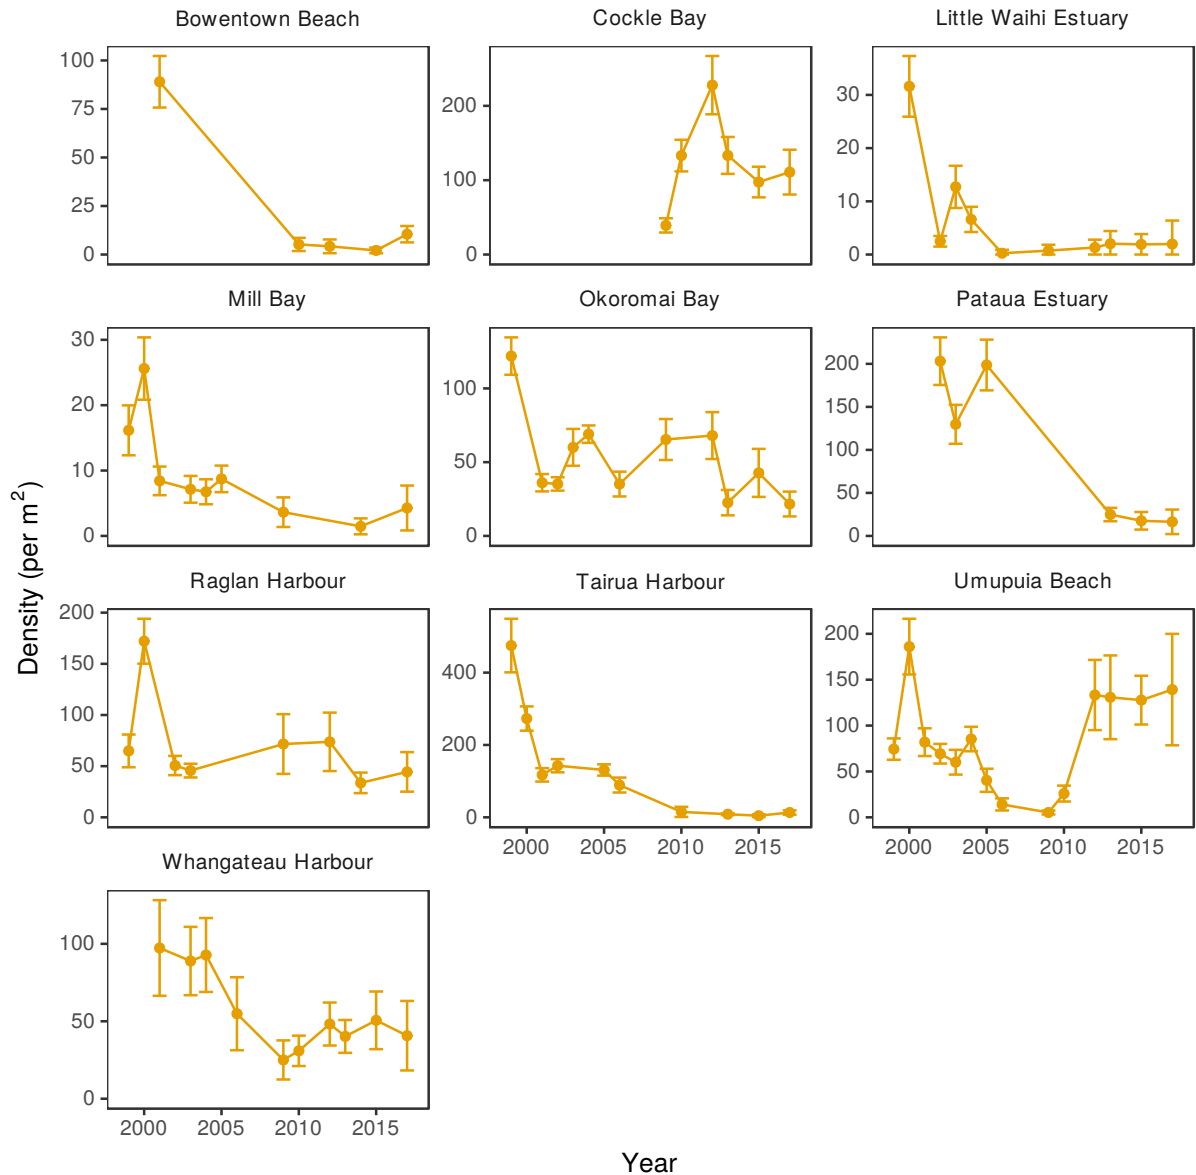 Bowentown Beach
Cockle Bay
Little Waihi Estuary
100
75
50
25
0
200
100
0
30
20
10
0
Mill Bay
Okoromai Bay
Pataua Estuary
30
20
10
0
100
50
0
200
150
100
50
0
Density (per m²)
Raglan Harbour
Tairua Harbour
Umupuia Beach
200
150
100
50
0
400
200
0
200
150
100
50
0
2000 2005 2010 2015
2000 2005 2010 2015
Whangateau Harbour
100
50
0
2000 2005 2010 2015
Year